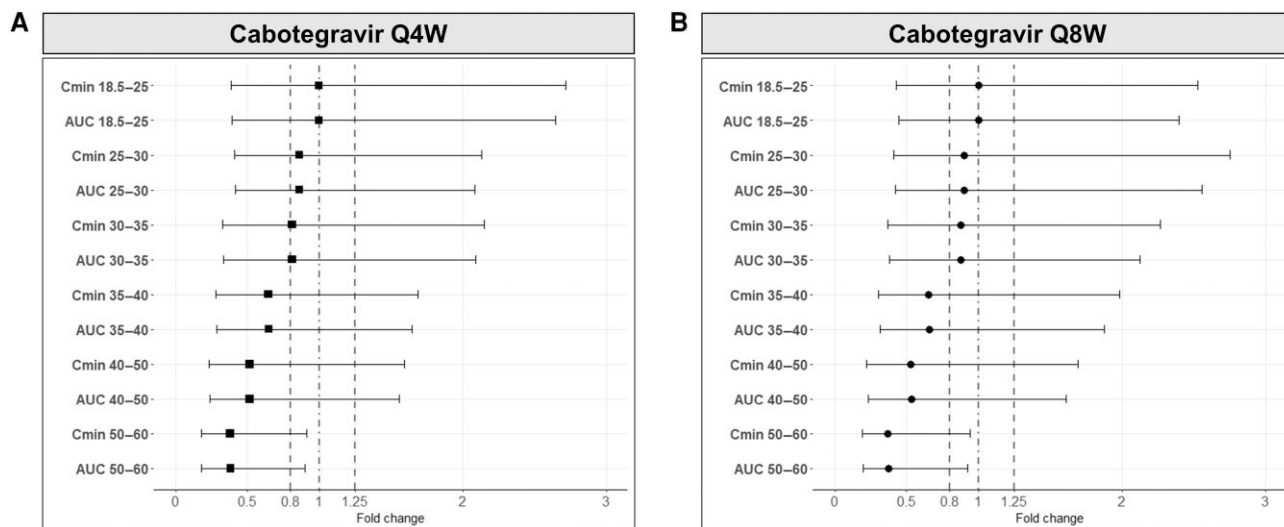 A
Cabotegravir Q4W
Cmin 18.5–25
AUC 18.5–25
Cmin 25–30
AUC 25–30
Cmin 30–35
AUC 30–35
Cmin 35–40
AUC 35–40
Cmin 40–50
AUC 40–50
Cmin 50–60
AUC 50–60
0 0.5 0.8 1 1.25 2 3
Fold change
B
Cabotegravir Q8W
Cmin 18.5–25
AUC 18.5–25
Cmin 25–30
AUC 25–30
Cmin 30–35
AUC 30–35
Cmin 35–40
AUC 35–40
Cmin 40–50
AUC 40–50
Cmin 50–60
AUC 50–60
0 0.5 0.8 1 1.25 2 3
Fold change